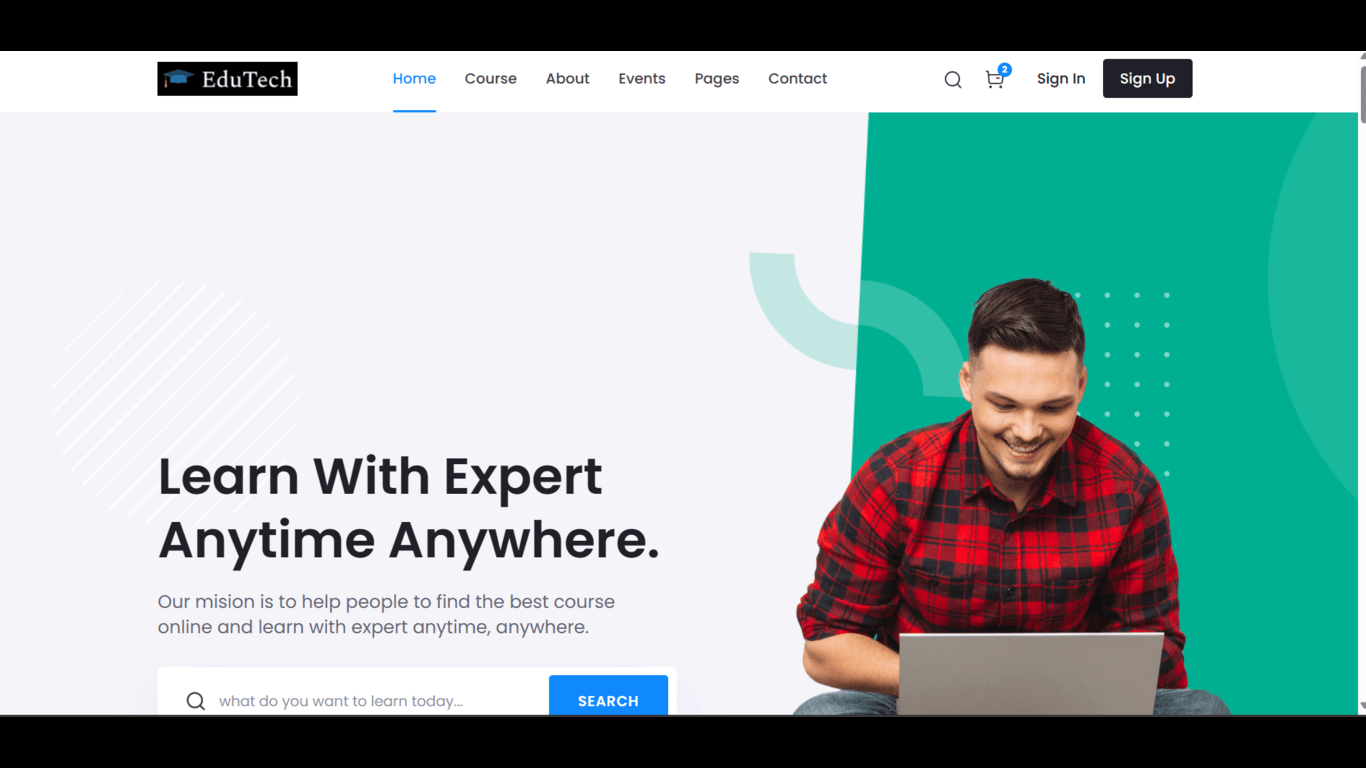 EduTech
Home Course About Events Pages Contact
2
Sign In
Sign Up
Learn With Expert
Anytime Anywhere.
Our mision is to help people to find the best course
online and learn with expert anytime, anywhere.
what do you want to learn today...
SEARCH